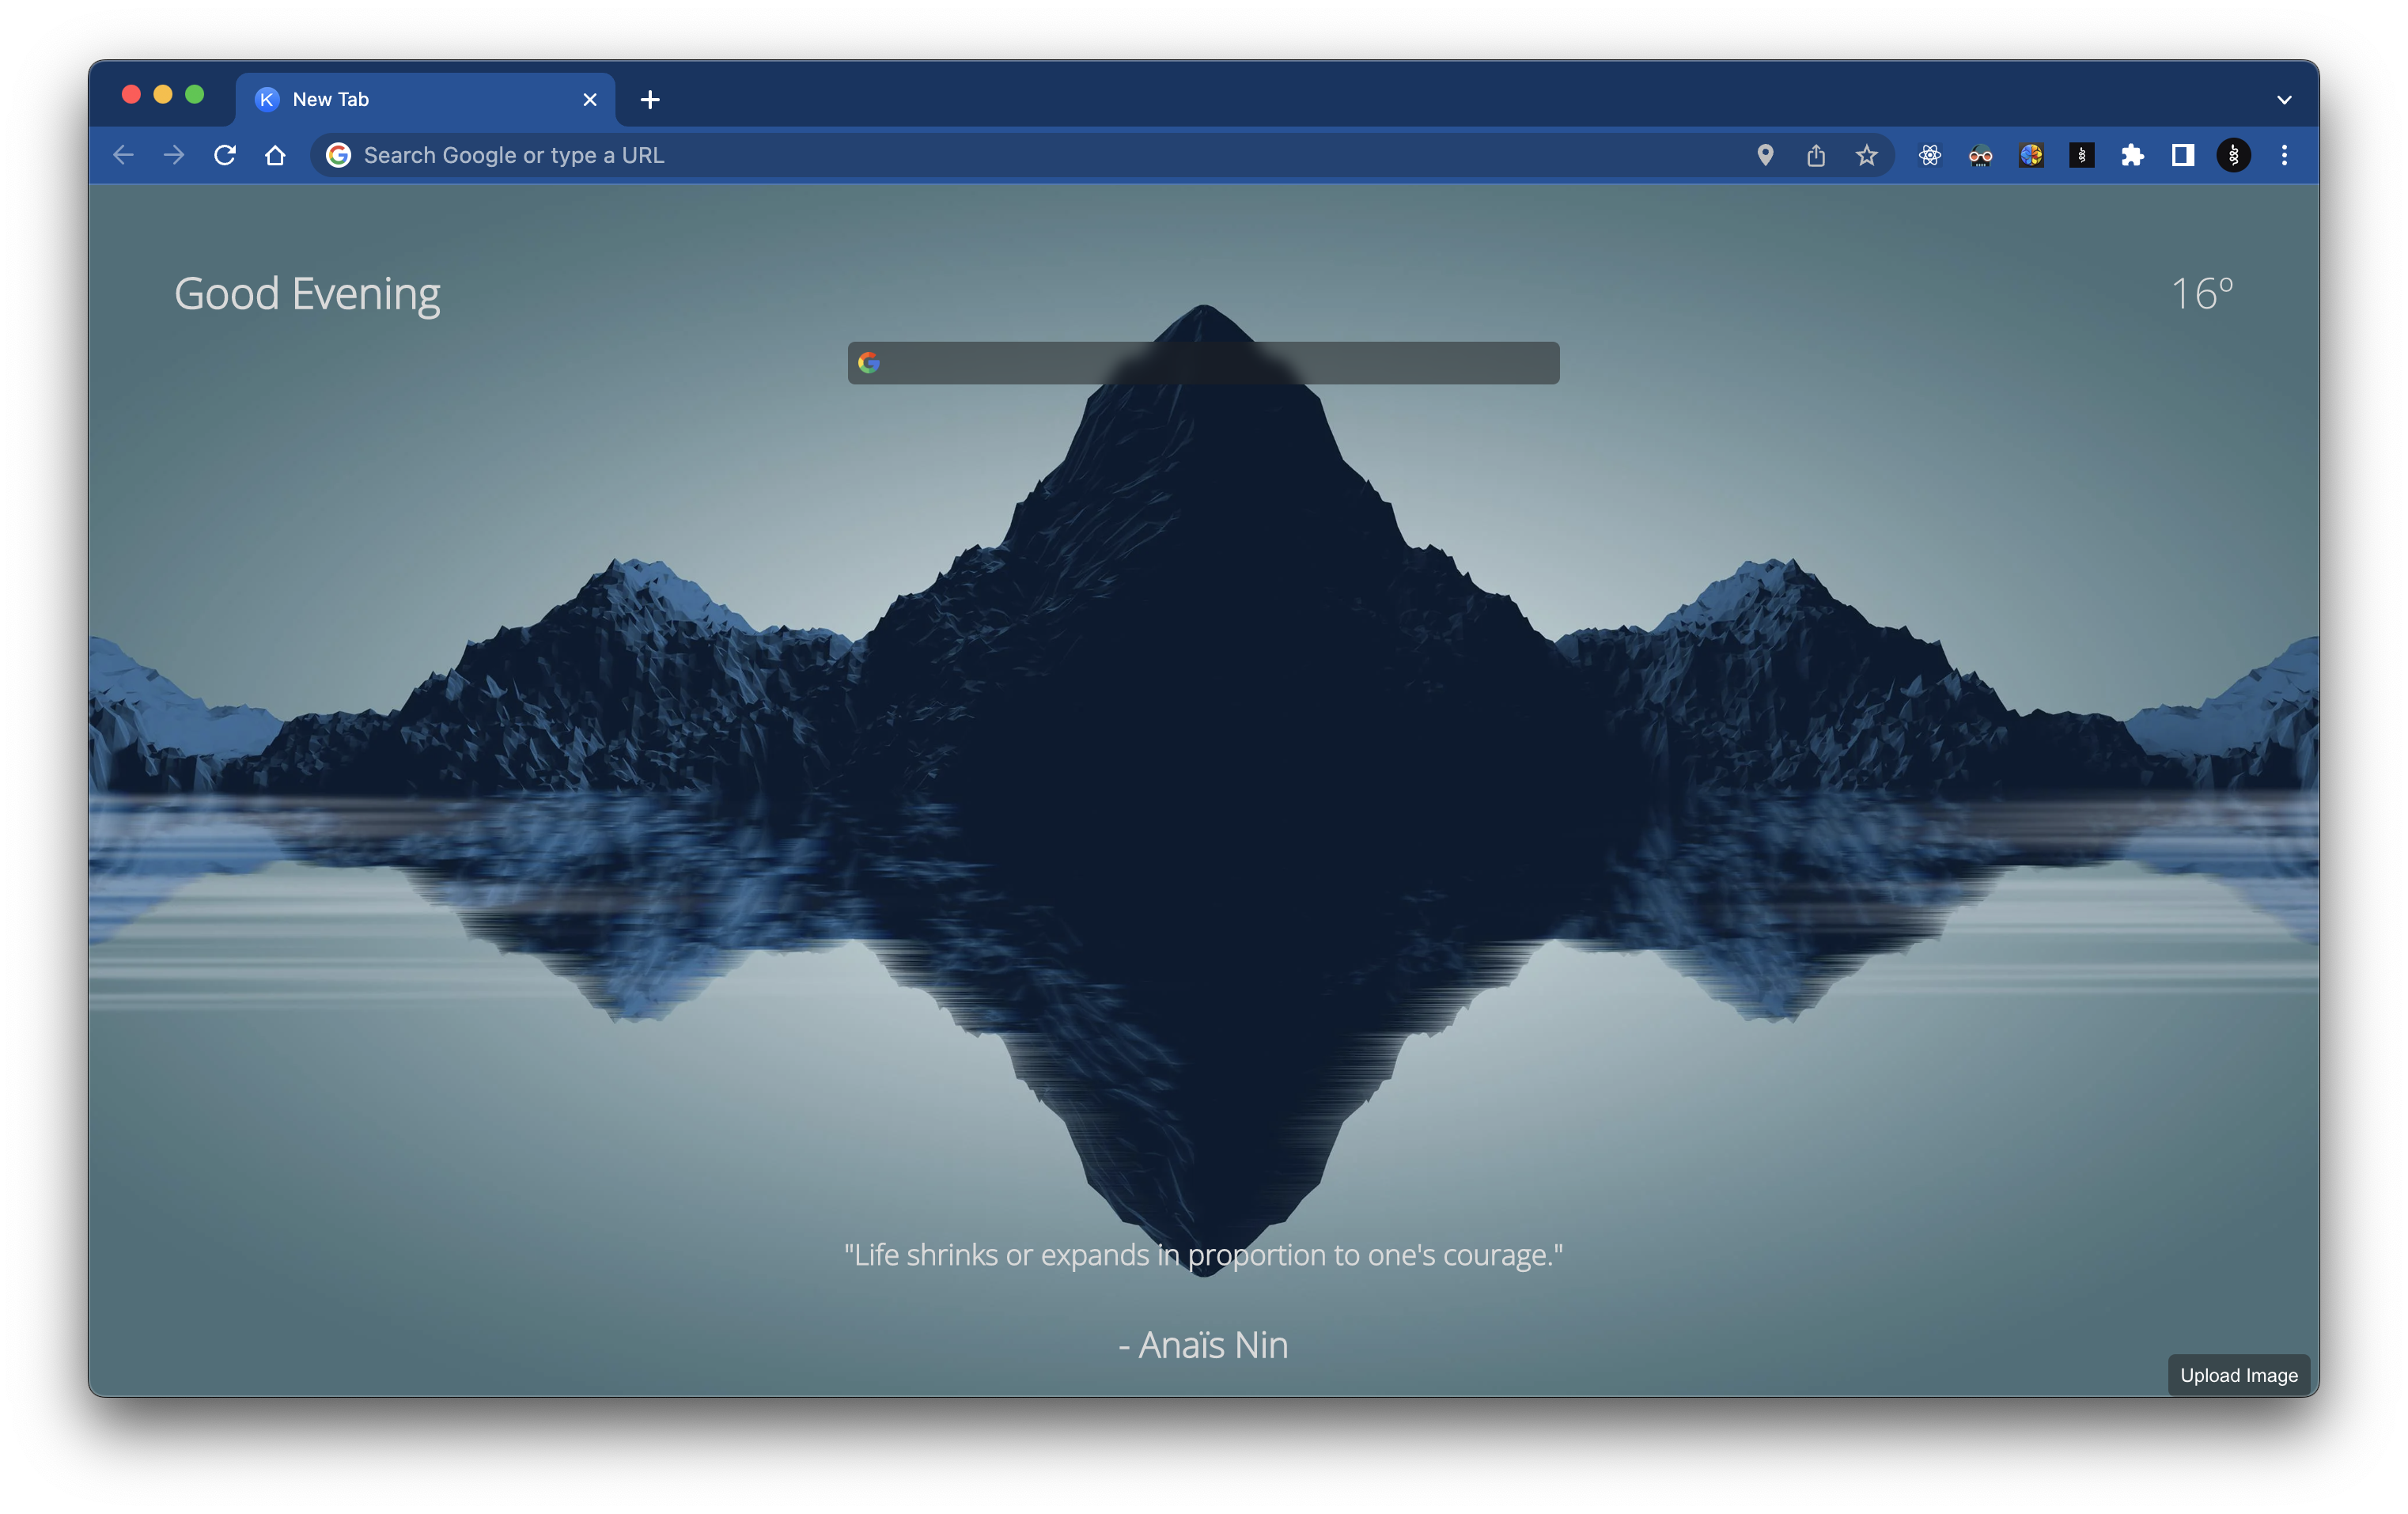 New Tab
Search Google or type a URL
Good Evening
16º
"Life shrinks or expands in proportion to one's courage."
- Anaïs Nin
Upload Image